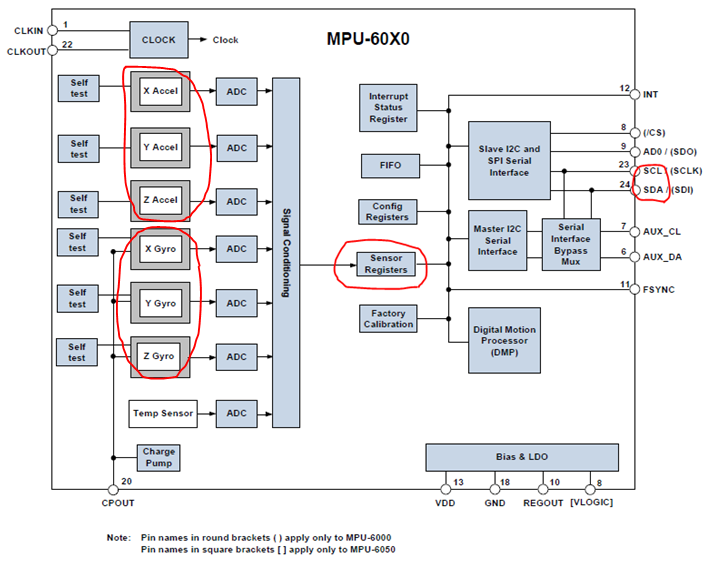 MPU-60X0
CLKIN
1
CLKOUT
22
CLOCK
Clock
Self
test
X Accel
ADC
Self
test
Y Accel
ADC
Self
test
Z Accel
ADC
Self
test
X Gyro
ADC
Self
test
Y Gyro
ADC
Self
test
Z Gyro
ADC
Temp Sensor
ADC
Charge
Pump
20
CPOUT
Signal Conditioning
Interrupt
Status
Register
FIFO
Config
Registers
Sensor
Registers
Factory
Calibration
Slave I2C and
SPI Serial
Interface
Master I2C
Serial
Interface
Serial
Interface
Bypass
Mux
Digital Motion
Processor
(DMP)
12
INT
8
(/CS)
9
AD0 / (SDO)
23
SCL / (SCLK)
24
SDA / (SDI)
7
AUX_CL
6
AUX_DA
11
FSYNC
Bias & LDO
13
18
10
8
VDD
GND
REGOUT
[VLOGIC]
Note: Pin names in round brackets ( ) apply only to MPU-6000
Pin names in square brackets [ ] apply only to MPU-6050